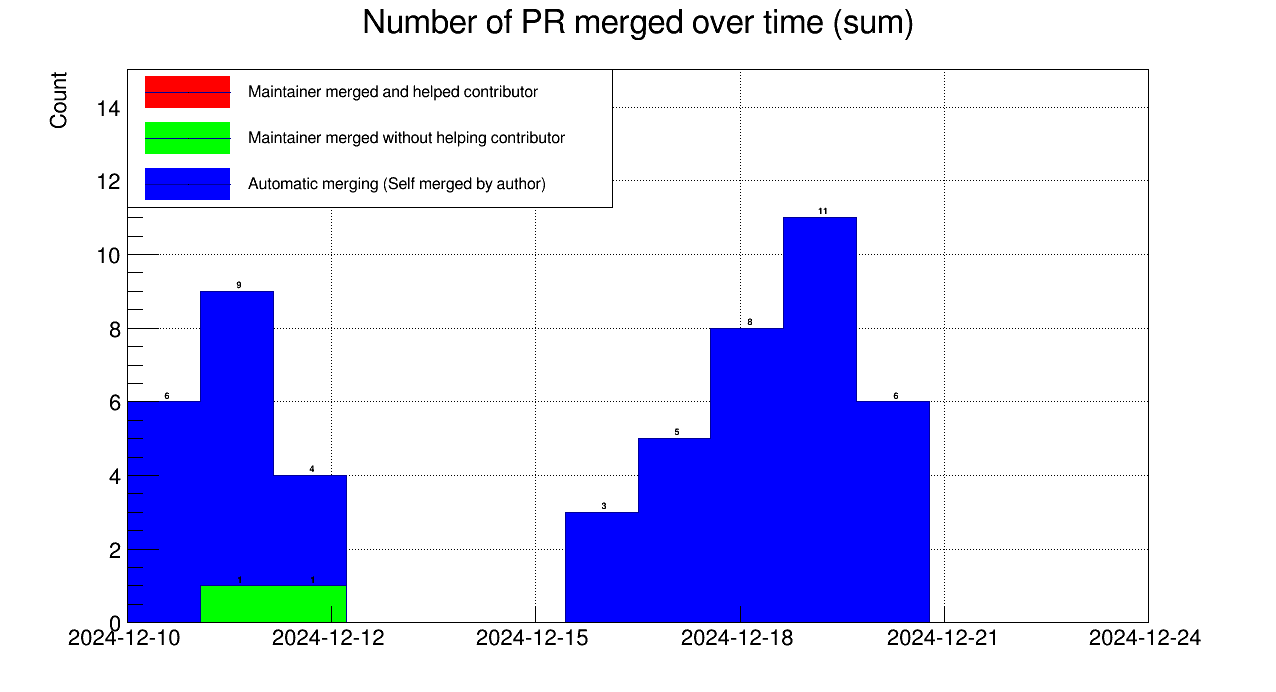 Number of PR merged over time (sum)
Count
Maintainer merged and helped contributor
Maintainer merged without helping contributor
Automatic merging (Self merged by author)
14
12
10
8
6
4
2
0
11
9
8
6
6
5
4
3
1 1
2024-12-10 2024-12-12 2024-12-15 2024-12-18 2024-12-21 2024-12-24